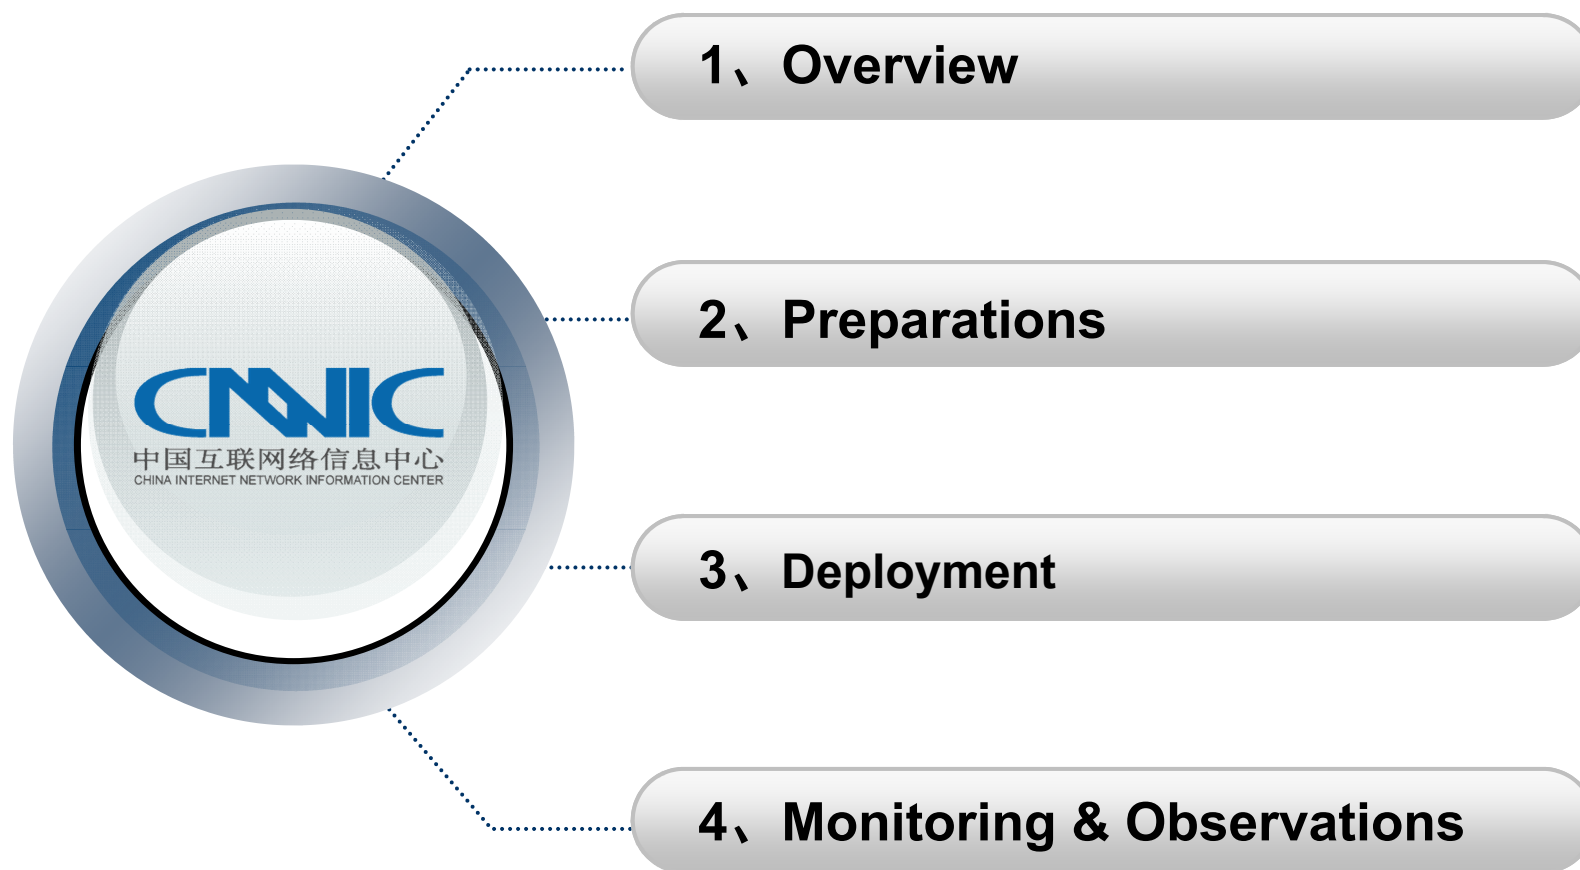 1、Overview
2、Preparations
CNNIC
中国互联网络信息中心
CHINA INTERNET NETWORK INFORMATION CENTER
3、Deployment
4、Monitoring & Observations